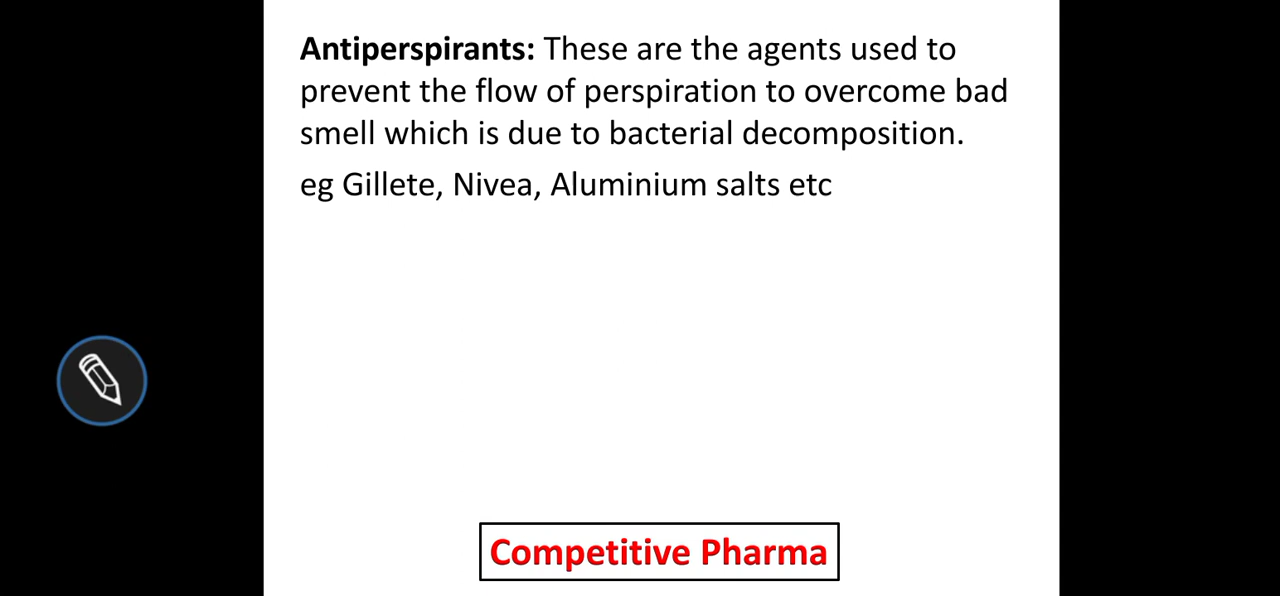 Antiperspirants: These are the agents used to
prevent the flow of perspiration to overcome bad
smell which is due to bacterial decomposition.
eg Gillete, Nivea, Aluminium salts etc
Competitive Pharma